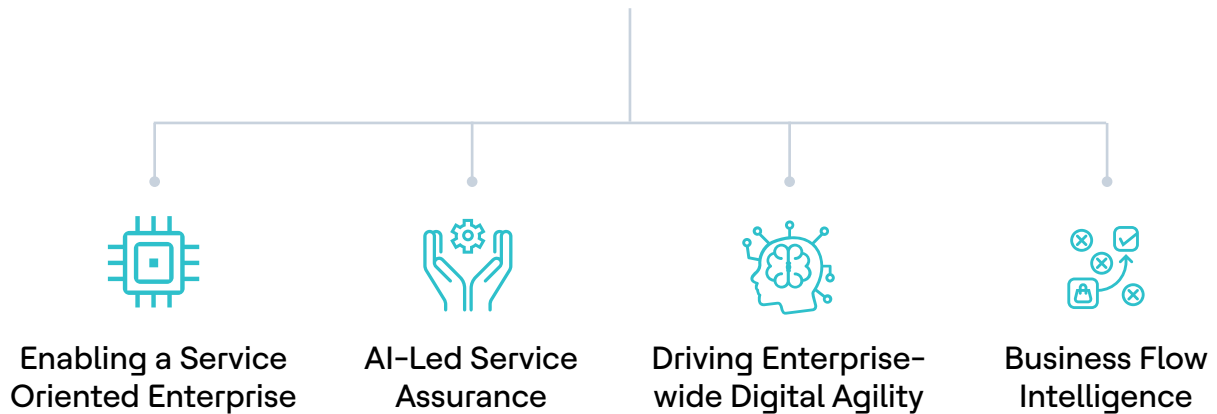 Enabling a Service
Oriented Enterprise
AI-Led Service
Assurance
Driving Enterprise-
wide Digital Agility
Business Flow
Intelligence